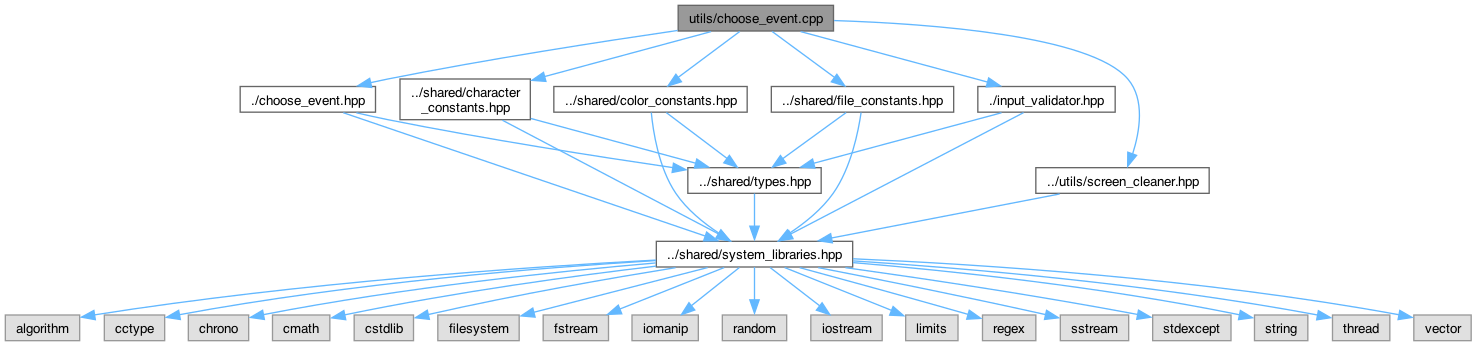 utils/choose_event.cpp
./choose_event.hpp
../shared/character
_constants.hpp
../shared/color_constants.hpp
../shared/file_constants.hpp
./input_validator.hpp
../shared/types.hpp
../utils/screen_cleaner.hpp
../shared/system_libraries.hpp
algorithm
cctype
chrono
cmath
cstdlib
filesystem
fstream
iomanip
random
iostream
limits
regex
sstream
stdexcept
string
thread
vector